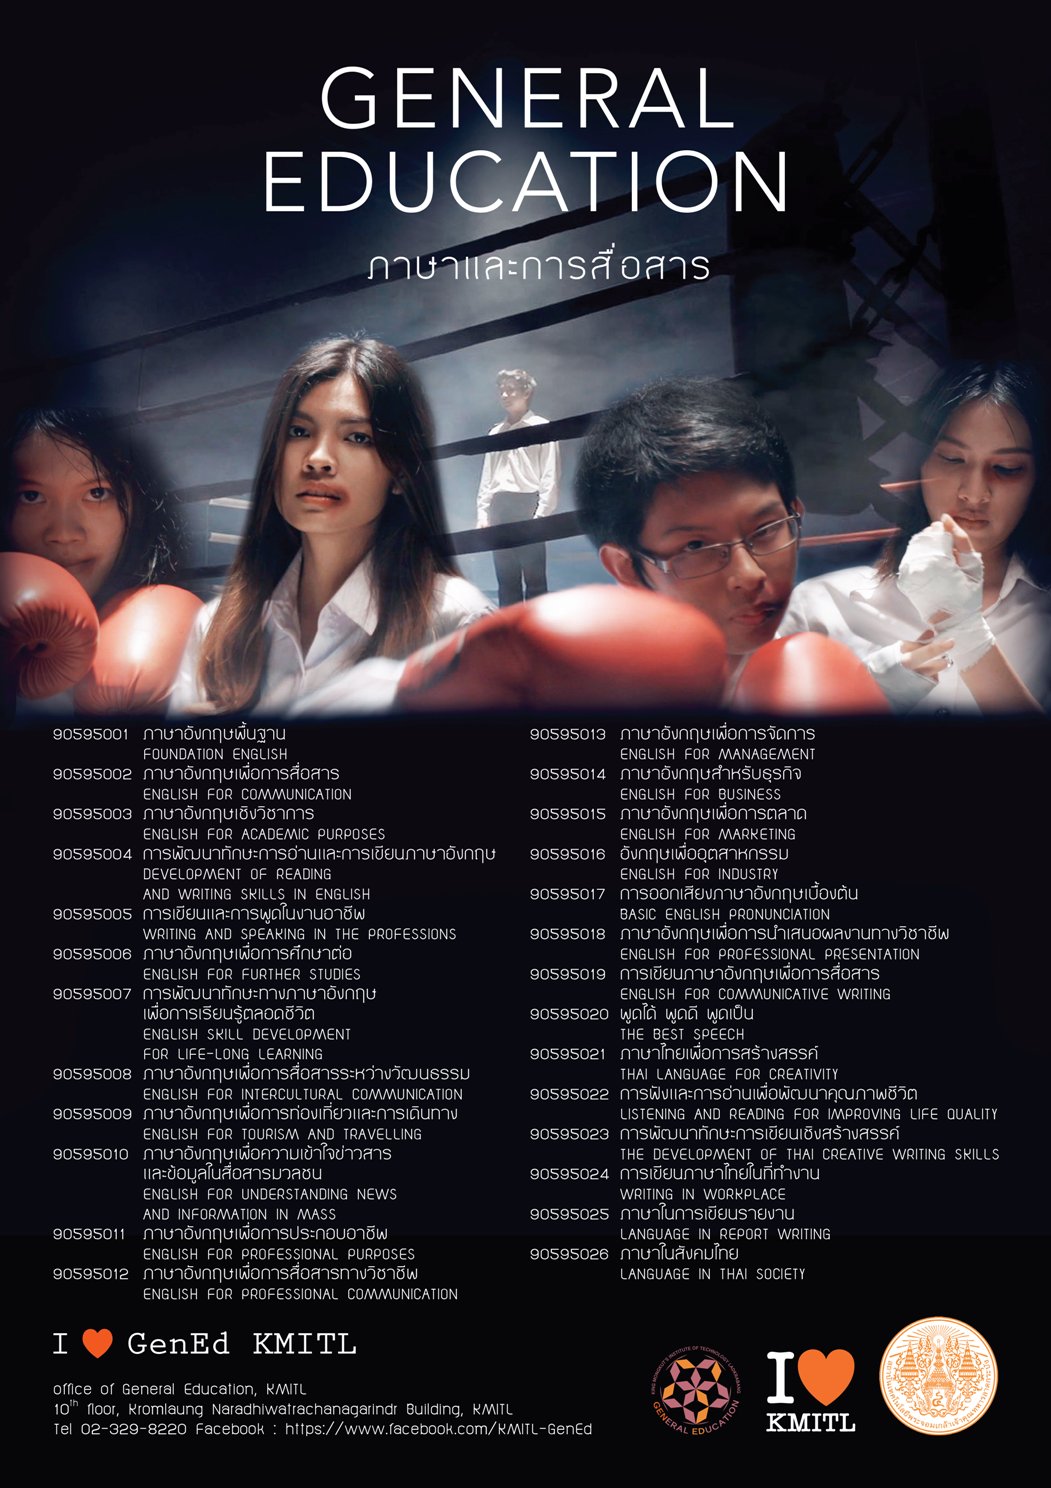 GENERAL
EDUCATION
ภาษาและการสื่อสาร
90595001 ภาษาอังกฤษพื้นฐาน
FOUNDATION ENGLISH
90595002 ภาษาอังกฤษเพื่อการสื่อสาร
ENGLISH FOR COMMUNICATION
90595003 ภาษาอังกฤษเชิงวิชาการ
ENGLISH FOR ACADEMIC PURPOSES
90595004 การพัฒนาทักษะการอ่านและการเขียนภาษาอังกฤษ
DEVELOPMENT OF READING
AND WRITING SKILLS IN ENGLISH
90595005 การเขียนและการพูดในงานอาชีพ
WRITING AND SPEAKING IN THE PROFESSIONS
90595006 ภาษาอังกฤษเพื่อการศึกษาต่อ
ENGLISH FOR FURTHER STUDIES
90595007 การพัฒนาทักษะทางภาษาอังกฤษ
เพื่อการเรียนรู้ตลอดชีวิต
ENGLISH SKILL DEVELOPMENT
FOR LIFE-LONG LEARNING
90595008 ภาษาอังกฤษเพื่อการสื่อสารระหว่างวัฒนธรรม
ENGLISH FOR INTERCULTURAL COMMUNICATION
90595009 ภาษาอังกฤษเพื่อการท่องเที่ยวและการเดินทาง
ENGLISH FOR TOURISM AND TRAVELLING
90595010 ภาษาอังกฤษเพื่อความเข้าใจข่าวสาร
และข้อมูลในสื่อสารมวลชน
ENGLISH FOR UNDERSTANDING NEWS
AND INFORMATION IN MASS
90595011 ภาษาอังกฤษเพื่อการประกอบอาชีพ
ENGLISH FOR PROFESSIONAL PURPOSES
90595012 ภาษาอังกฤษเพื่อการสื่อสารทางวิชาชีพ
ENGLISH FOR PROFESSIONAL COMMUNICATION
90595013 ภาษาอังกฤษเพื่อการจัดการ
ENGLISH FOR MANAGEMENT
90595014 ภาษาอังกฤษสำหรับธุรกิจ
ENGLISH FOR BUSINESS
90595015 ภาษาอังกฤษเพื่อการตลาด
ENGLISH FOR MARKETING
90595016 อังกฤษเพื่ออุตสาหกรรม
ENGLISH FOR INDUSTRY
90595017 การออกเสียงภาษาอังกฤษเบื้องต้น
BASIC ENGLISH PRONUNCIATION
90595018 ภาษาอังกฤษเพื่อการนำเสนอผลงานทางวิชาชีพ
ENGLISH FOR PROFESSIONAL PRESENTATION
90595019 การเขียนภาษาอังกฤษเพื่อการสื่อสาร
ENGLISH FOR COMMUNICATIVE WRITING
90595020 พูดได้ พูดดี พูดเป็น
THE BEST SPEECH
90595021 ภาษาไทยเพื่อการสร้างสรรค์
THAI LANGUAGE FOR CREATIVITY
90595022 การฟังและการอ่านเพื่อพัฒนาคุณภาพชีวิต
LISTENING AND READING FOR IMPROVING LIFE QUALITY
90595023 การพัฒนาทักษะการเขียนเชิงสร้างสรรค์
THE DEVELOPMENT OF THAI CREATIVE WRITING SKILLS
90595024 การเขียนภาษาไทยในที่ทำงาน
WRITING IN WORKPLACE
90595025 ภาษาในการเขียนรายงาน
LANGUAGE IN REPORT WRITING
90595026 ภาษาในสังคมไทย
LANGUAGE IN THAI SOCIETY
I ♥ GenEd KMITL
office of General Education, KMITL
10th floor, Kromlaung Naradhiwatrachanagarindr Building, KMITL
Tel 02-329-8220 Facebook : https://www.facebook.com/KMITL-GenEd
KING MONGKUT'S INSTITUTE OF TECHNOLOGY LADKRABANG
GENERAL EDUCATION
I ♥
KMITL